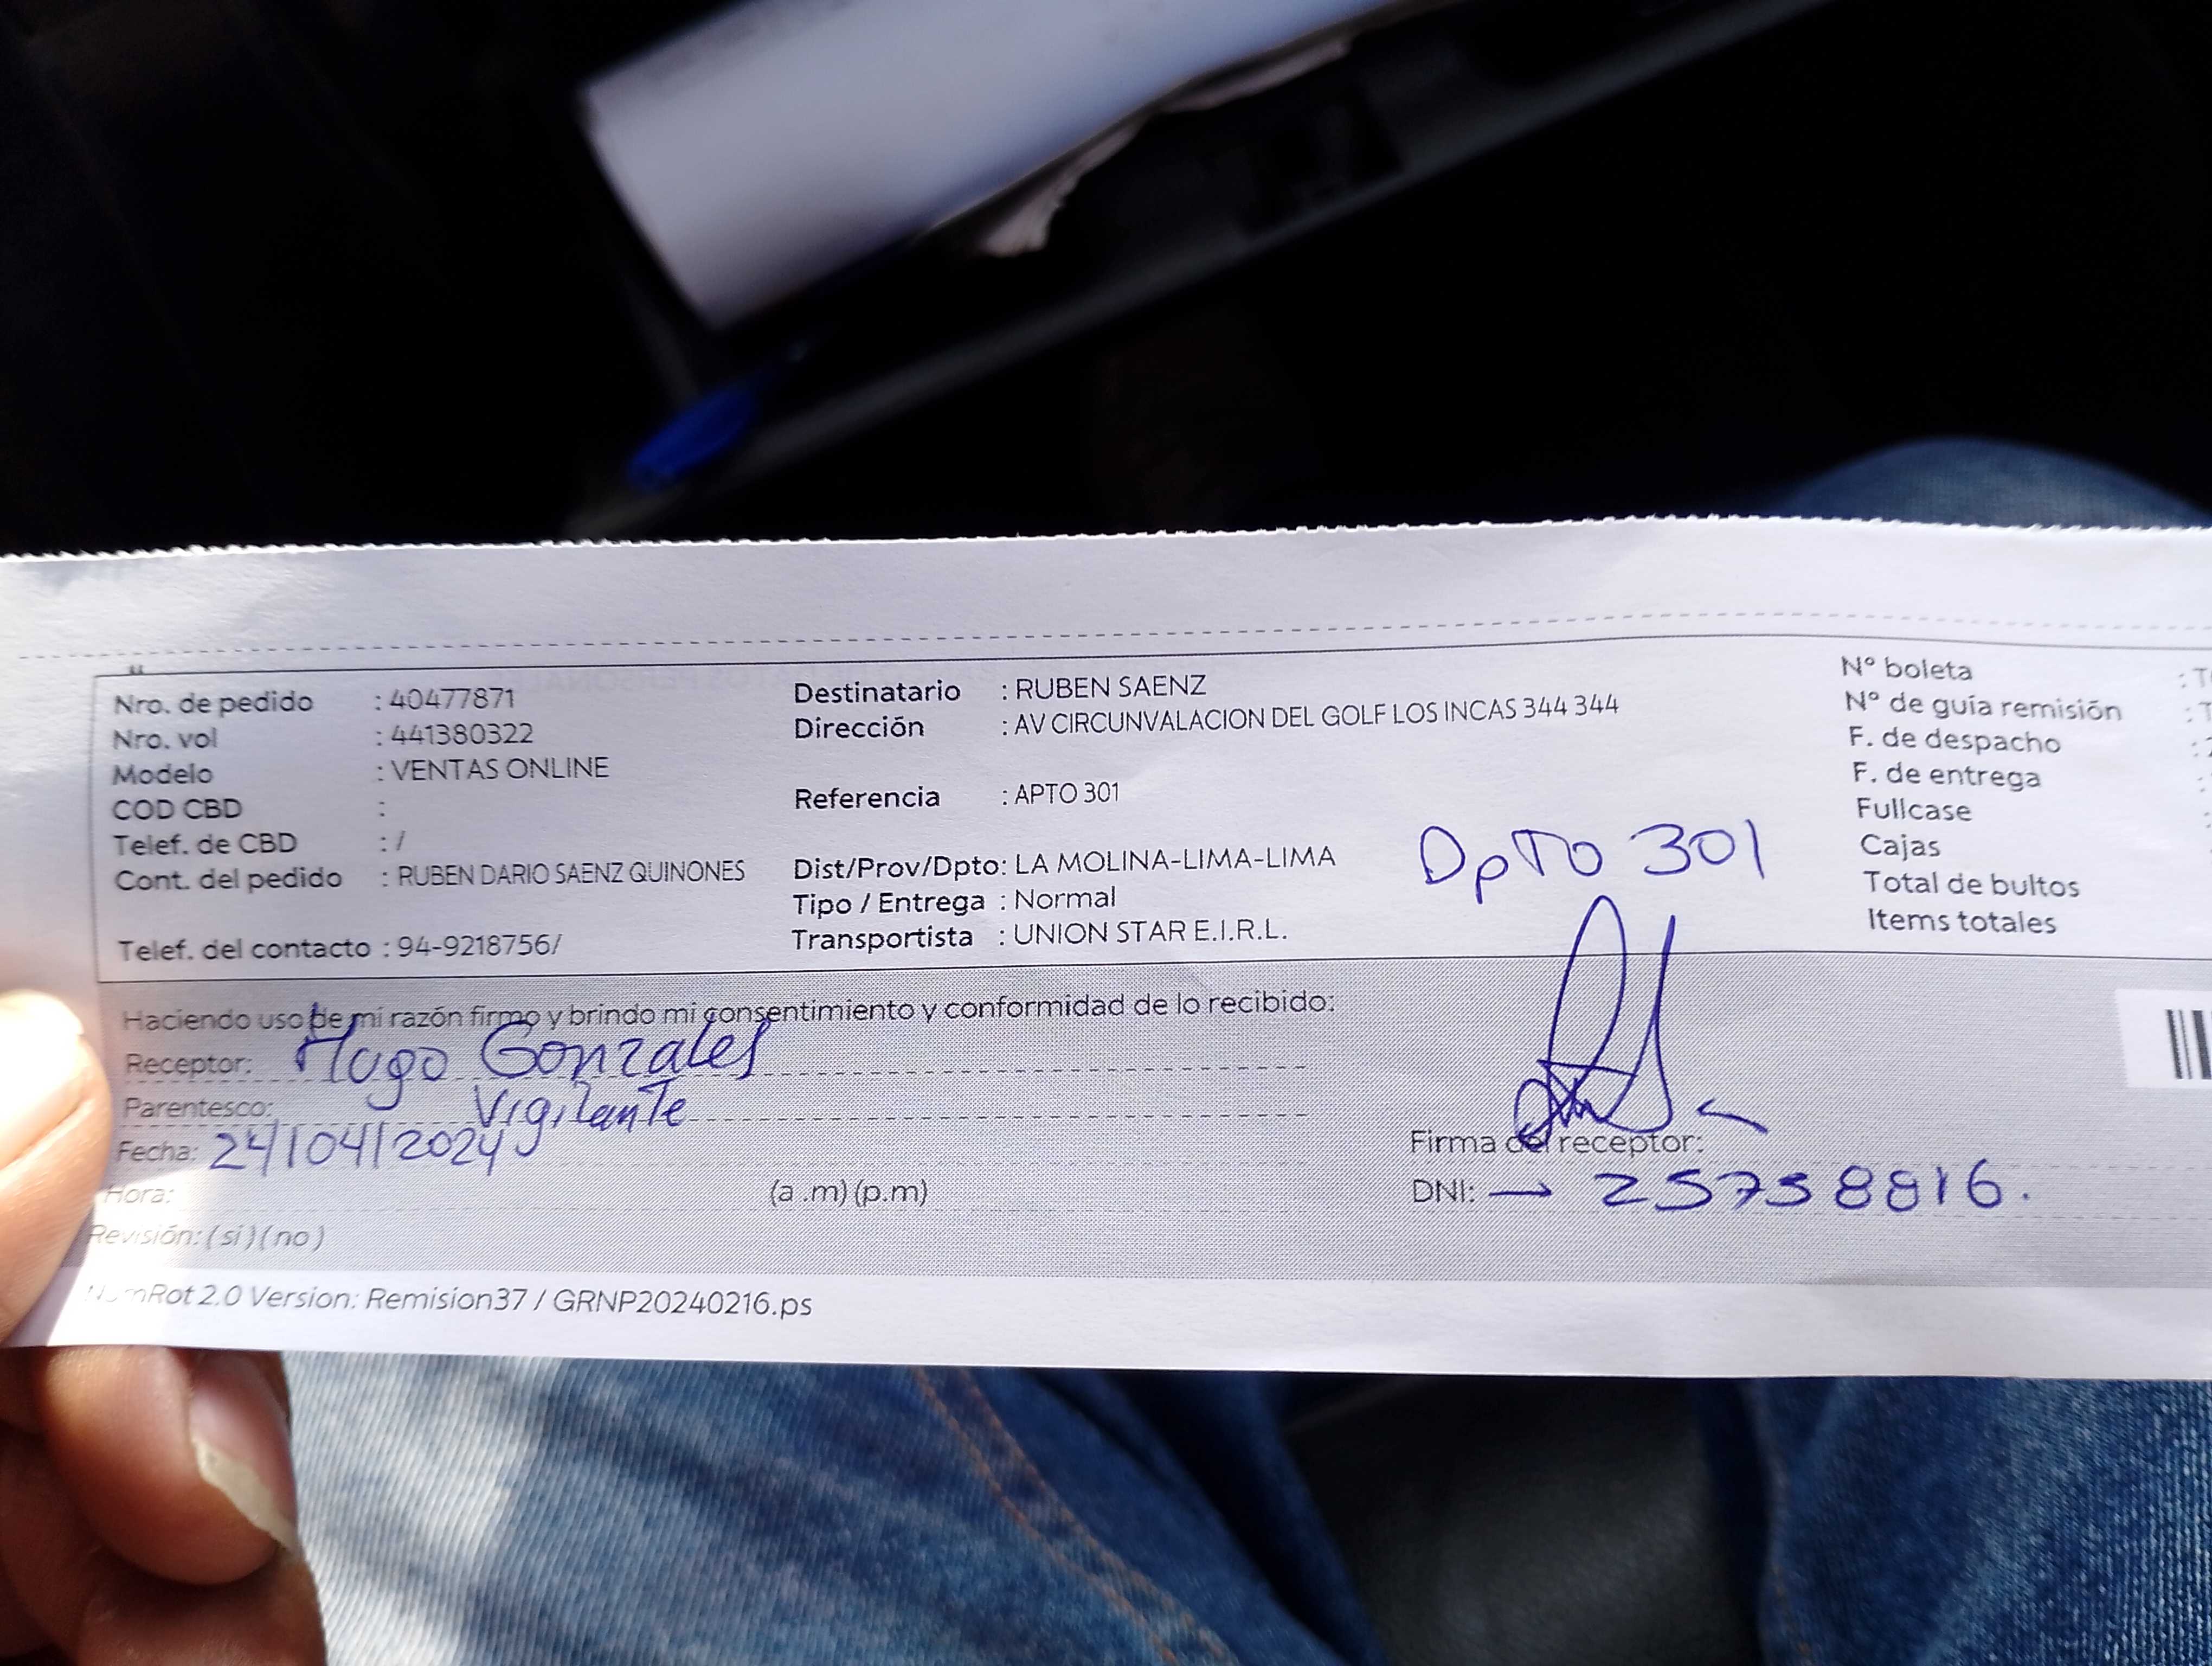 Nro. de pedido : 40477871
Nro. vol : 441380322
Modelo : VENTAS ONLINE
COD CBD :
Telef. de CBD : /
Cont. del pedido : RUBEN DARIO SAENZ QUINONES
Telef. del contacto : 94-9218756/
Destinatario : RUBEN SAENZ
Dirección : AV CIRCUNVALACION DEL GOLF LOS INCAS 344 344
Referencia : APTO 301
Dist/Prov/Dpto: LA MOLINA-LIMA-LIMA
Tipo / Entrega : Normal
Transportista : UNION STAR E.I.R.L.
DpTO 301
N° boleta : T
N° de guía remisión : T
F. de despacho :
F. de entrega :
Fullcase :
Cajas
Total de bultos
Items totales
Haciendo uso de mi razón firmo y brindo mi consentimiento y conformidad de lo recibido:
Receptor: Hugo Gonzales
Parentesco: Vigilante
Fecha: 24/04/2024
Hora: (a .m) (p.m)
Revisión: (si) (no)
Firma del receptor:
DNI: → 25758816.
Rot 2.0 Version: Remision37 / GRNP20240216.ps